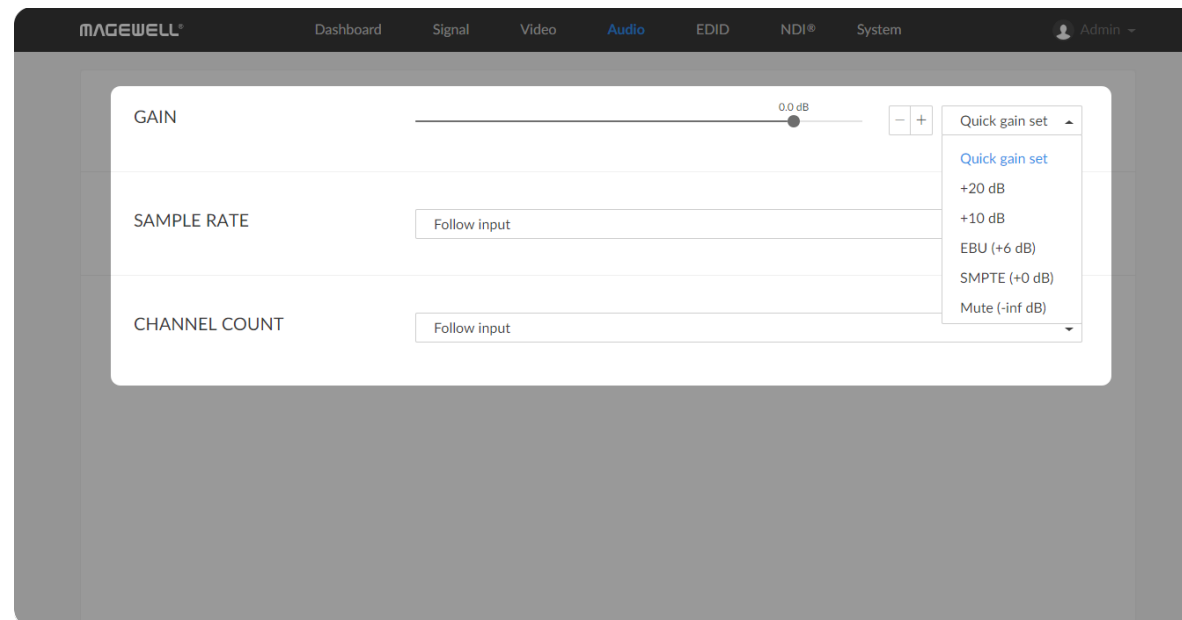 MAGEWELL®
Dashboard Signal Video Audio EDID NDI® System Admin
GAIN
0.0 dB
− +
Quick gain set
Quick gain set
+20 dB
+10 dB
EBU (+6 dB)
SMPTE (+0 dB)
Mute (-inf dB)
SAMPLE RATE
Follow input
CHANNEL COUNT
Follow input